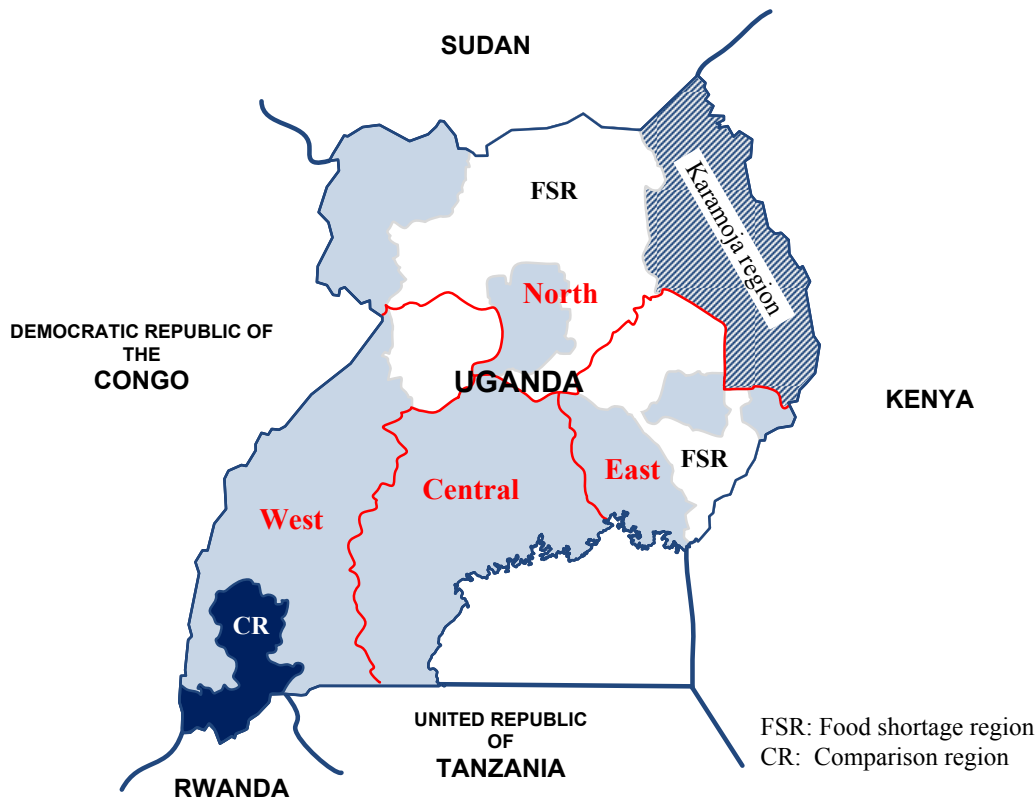 SUDAN
FSR
Karamoja region
North
DEMOCRATIC REPUBLIC OF
THE
CONGO
UGANDA
KENYA
FSR
East
Central
West
CR
UNITED REPUBLIC
OF
TANZANIA
RWANDA
FSR: Food shortage region
CR: Comparison region